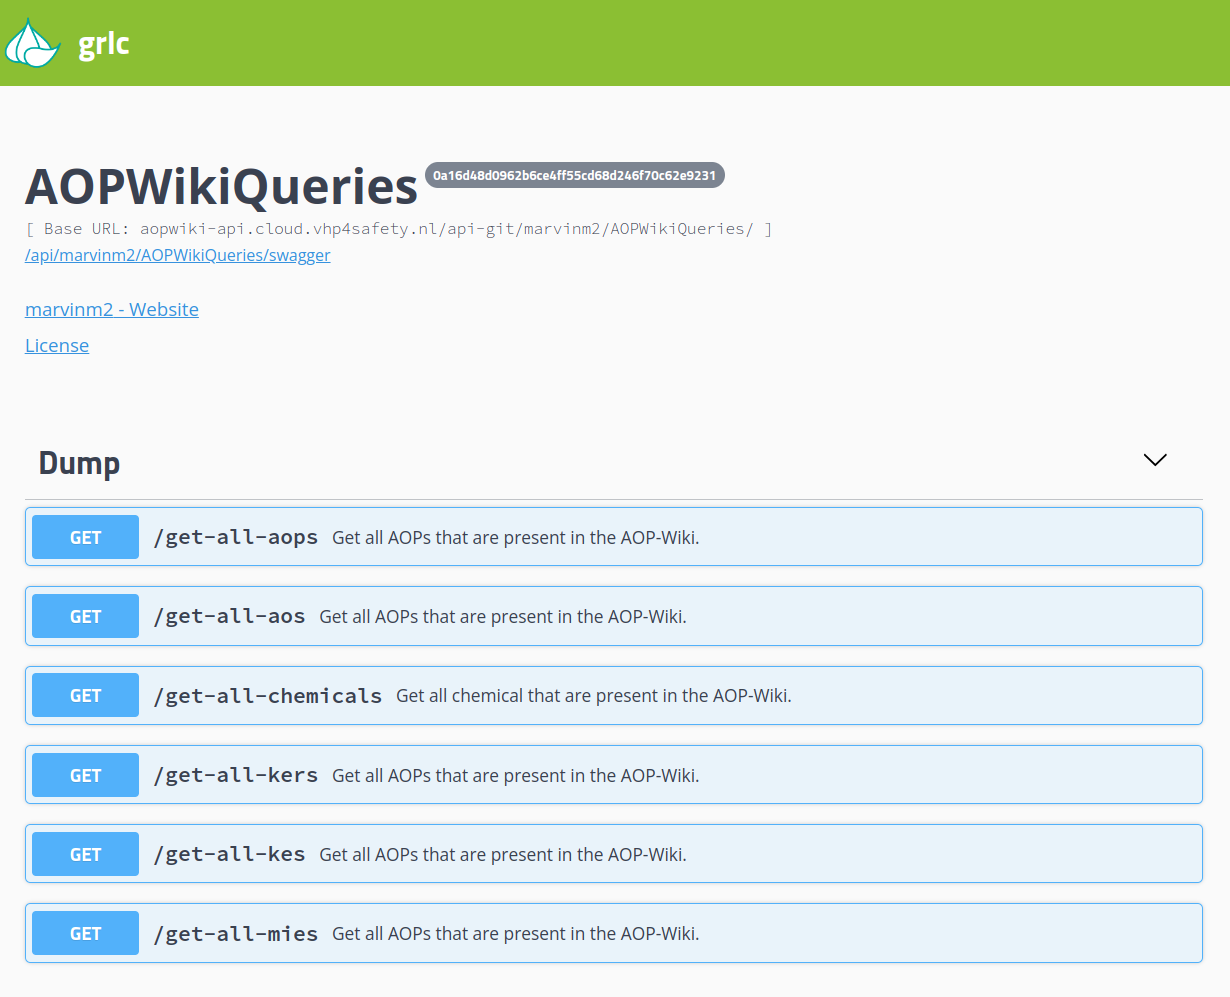 grlc
AOPWikiQueries 0a16d48d0962b6ce4ff55cd68d246f70c62e9231
[ Base URL: aopwiki-api.cloud.vhp4safety.nl/api-git/marvinm2/AOPWikiQueries/ ]
/api/marvinm2/AOPWikiQueries/swagger
marvinm2 - Website
License
Dump
GET /get-all-aops Get all AOPs that are present in the AOP-Wiki.
GET /get-all-aos Get all AOPs that are present in the AOP-Wiki.
GET /get-all-chemicals Get all chemical that are present in the AOP-Wiki.
GET /get-all-kers Get all AOPs that are present in the AOP-Wiki.
GET /get-all-kes Get all AOPs that are present in the AOP-Wiki.
GET /get-all-mies Get all AOPs that are present in the AOP-Wiki.